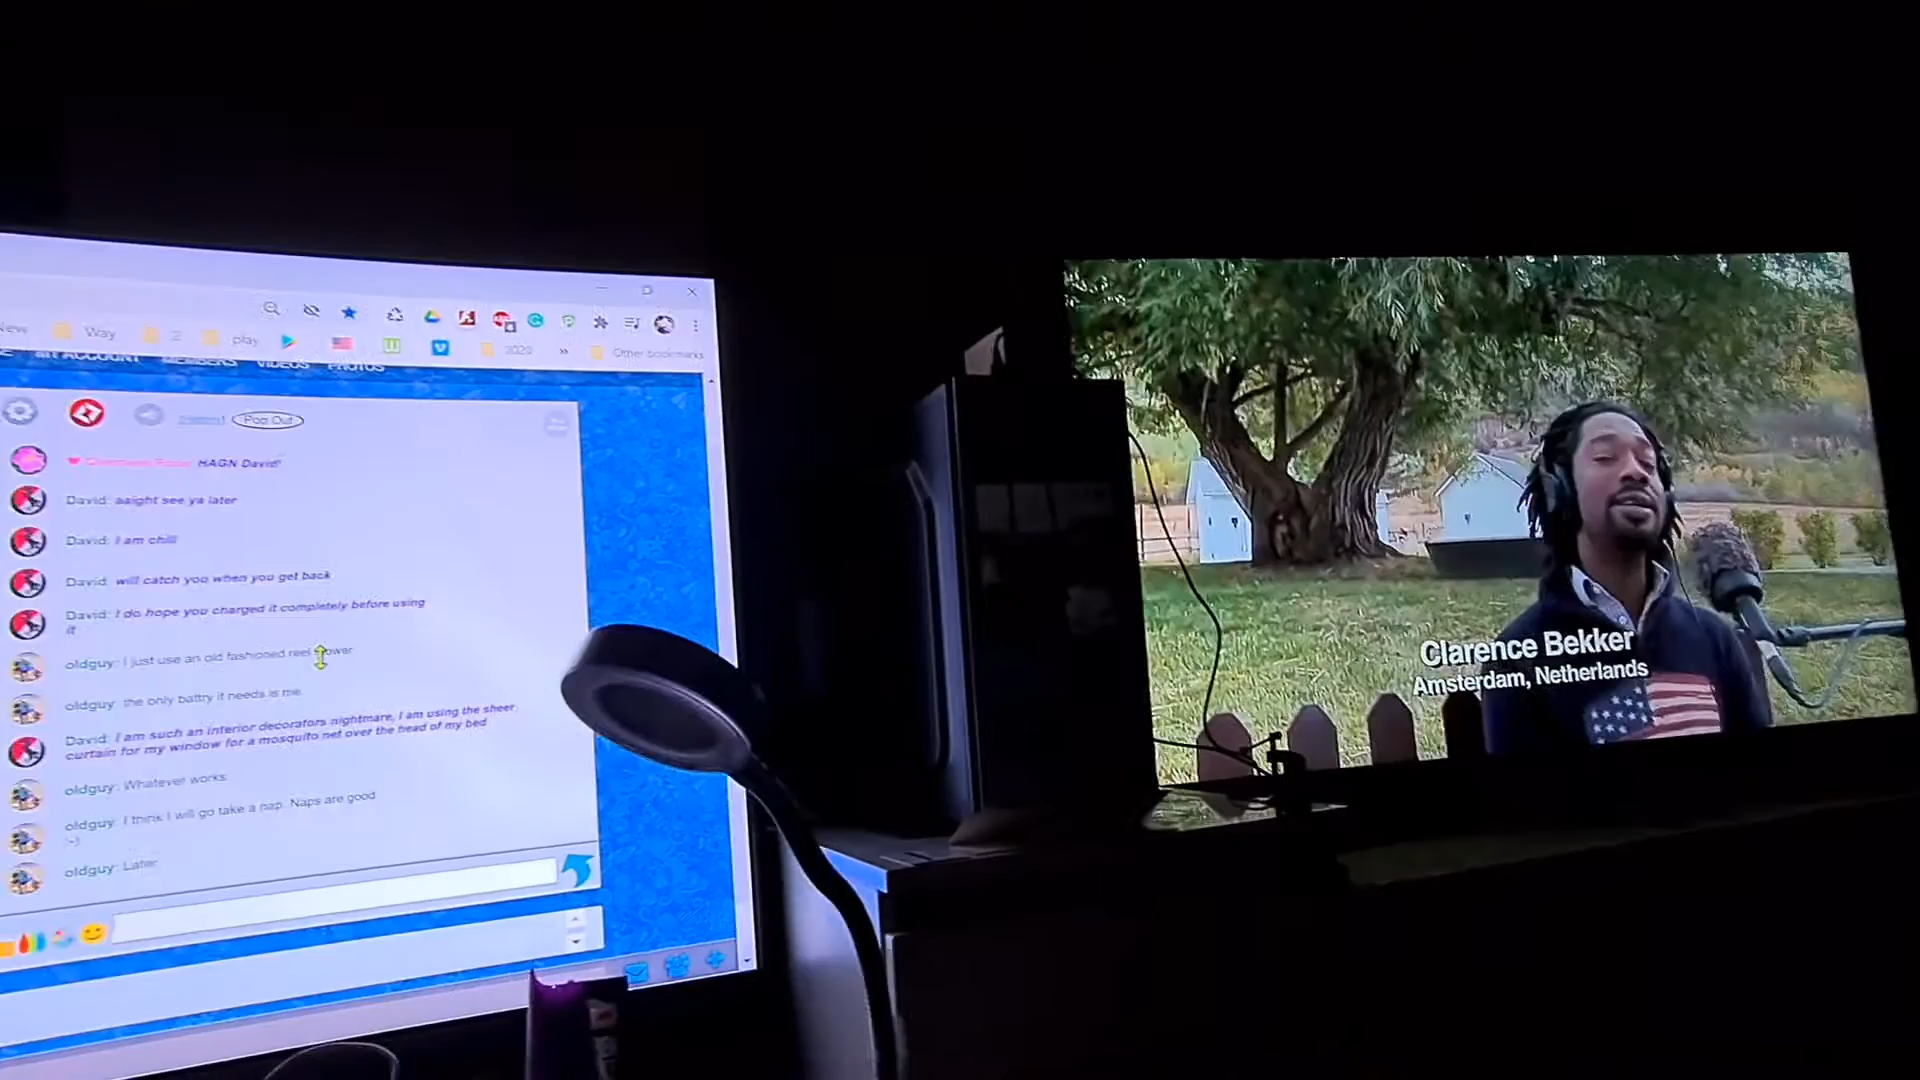 New Way 2 play 2020 » Other bookmarks
MY ACCOUNT MEMBERS VIDEOS PHOTOS
Pop Out
HAGN David!
David: aaight see ya later
David: I am chill
David: will catch you when you get back
David: I do hope you charged it completely before using
it
oldguy: I just use an old fashioned reel
oldguy: the only battry it needs is me
David: I am such an inferior decorators nightmare, I am using the sheer
curtain for my window for a mosquito net over the head of my bed
oldguy: Whatever works
oldguy: I think I will go take a nap. Naps are good
:-)
oldguy: Later
Clarence Bekker
Amsterdam, Netherlands